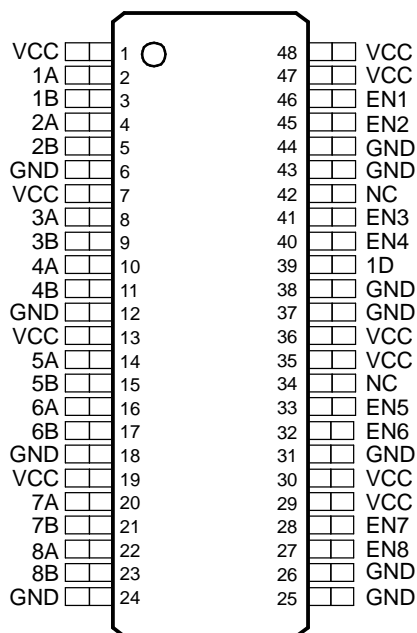 VCC 1 48 VCC
1A 2 47 VCC
1B 3 46 EN1
2A 4 45 EN2
2B 5 44 GND
GND 6 43 GND
VCC 7 42 NC
3A 8 41 EN3
3B 9 40 EN4
4A 10 39 1D
4B 11 38 GND
GND 12 37 GND
VCC 13 36 VCC
5A 14 35 VCC
5B 15 34 NC
6A 16 33 EN5
6B 17 32 EN6
GND 18 31 GND
VCC 19 30 VCC
7A 20 29 VCC
7B 21 28 EN7
8A 22 27 EN8
8B 23 26 GND
GND 24 25 GND